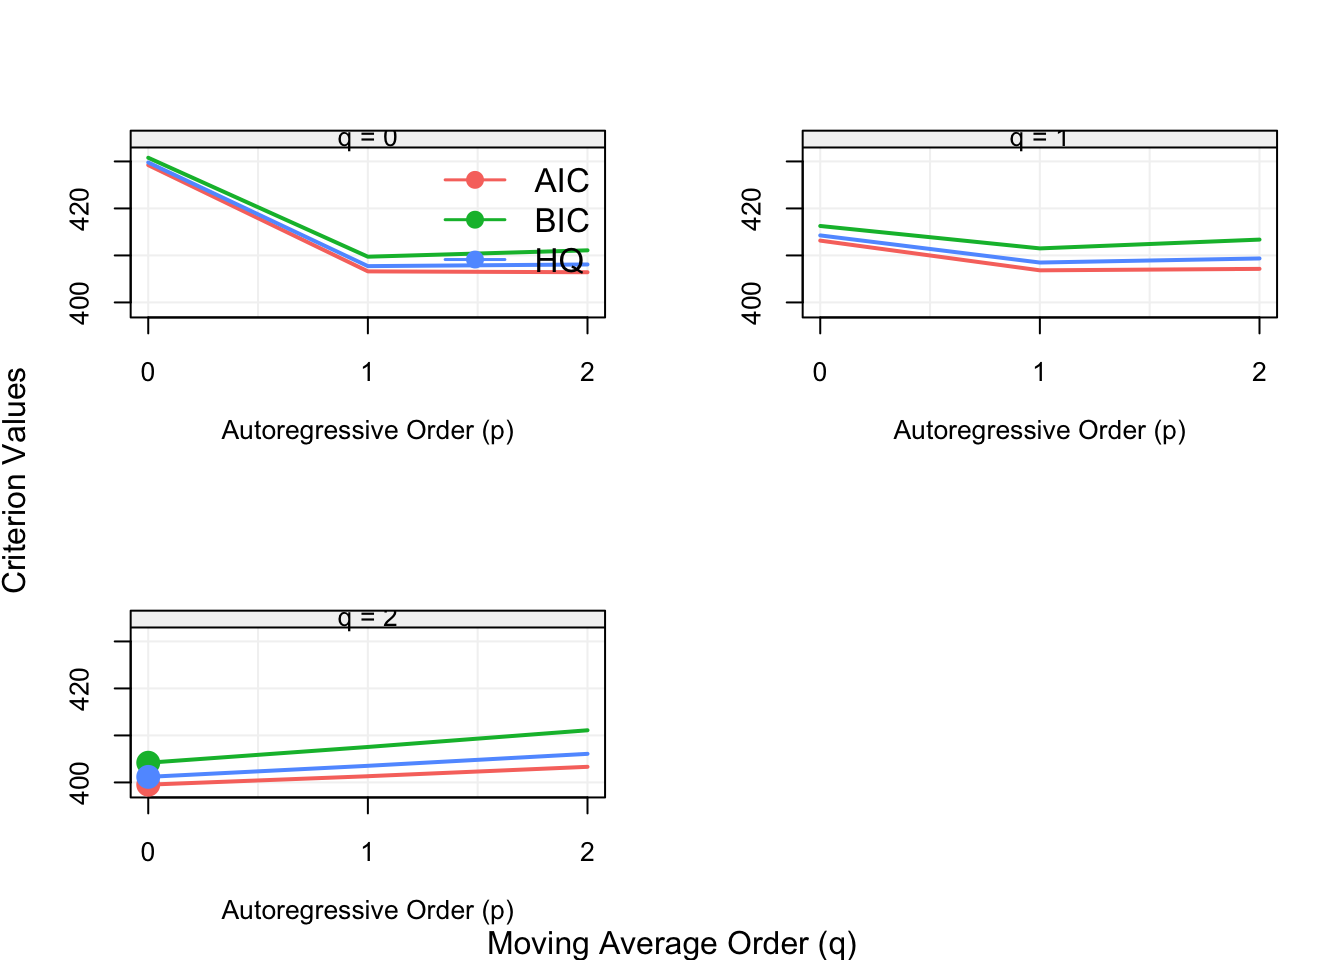 q = 0
AIC
BIC
HQ
420
400
0 1 2
Autoregressive Order (p)
q = 1
420
400
0 1 2
Autoregressive Order (p)
Criterion Values
q = 2
420
400
0 1 2
Autoregressive Order (p)
Moving Average Order (q)